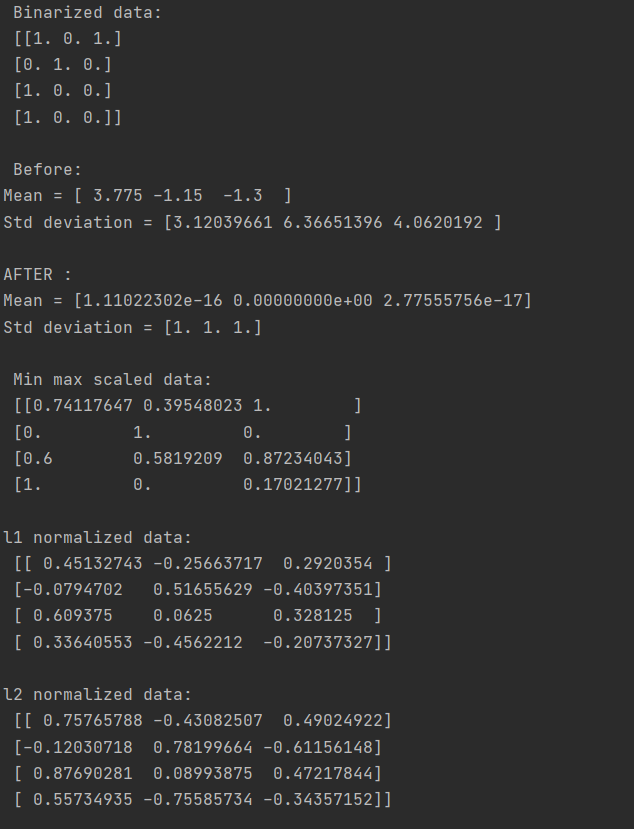 Binarized data:
[[1. 0. 1.]
[0. 1. 0.]
[1. 0. 0.]
[1. 0. 0.]]
Before:
Mean = [ 3.775 -1.15  -1.3  ]
Std deviation = [3.12039661 6.36651396 4.0620192 ]
AFTER :
Mean = [1.11022302e-16 0.00000000e+00 2.77555756e-17]
Std deviation = [1. 1. 1.]
Min max scaled data:
[[0.74117647 0.39548023 1.        ]
[0.         1.         0.        ]
[0.6        0.5819209  0.87234043]
[1.         0.         0.17021277]]
l1 normalized data:
[[ 0.45132743 -0.25663717  0.2920354 ]
[-0.0794702   0.51655629 -0.40397351]
[ 0.609375    0.0625      0.328125  ]
[ 0.33640553 -0.4562212  -0.20737327]]
l2 normalized data:
[[ 0.75765788 -0.43082507  0.49024922]
[-0.12030718  0.78199664 -0.61156148]
[ 0.87690281  0.08993875  0.47217844]
[ 0.55734935 -0.75585734 -0.34357152]]